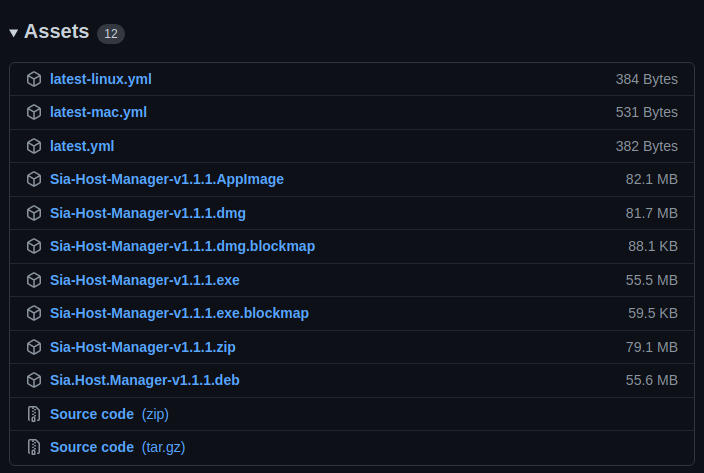 Assets 12
latest-linux.yml 384 Bytes
latest-mac.yml 531 Bytes
latest.yml 382 Bytes
Sia-Host-Manager-v1.1.1.AppImage 82.1 MB
Sia-Host-Manager-v1.1.1.dmg 81.7 MB
Sia-Host-Manager-v1.1.1.dmg.blockmap 88.1 KB
Sia-Host-Manager-v1.1.1.exe 55.5 MB
Sia-Host-Manager-v1.1.1.exe.blockmap 59.5 KB
Sia-Host-Manager-v1.1.1.zip 79.1 MB
Sia.Host.Manager-v1.1.1.deb 55.6 MB
Source code (zip)
Source code (tar.gz)